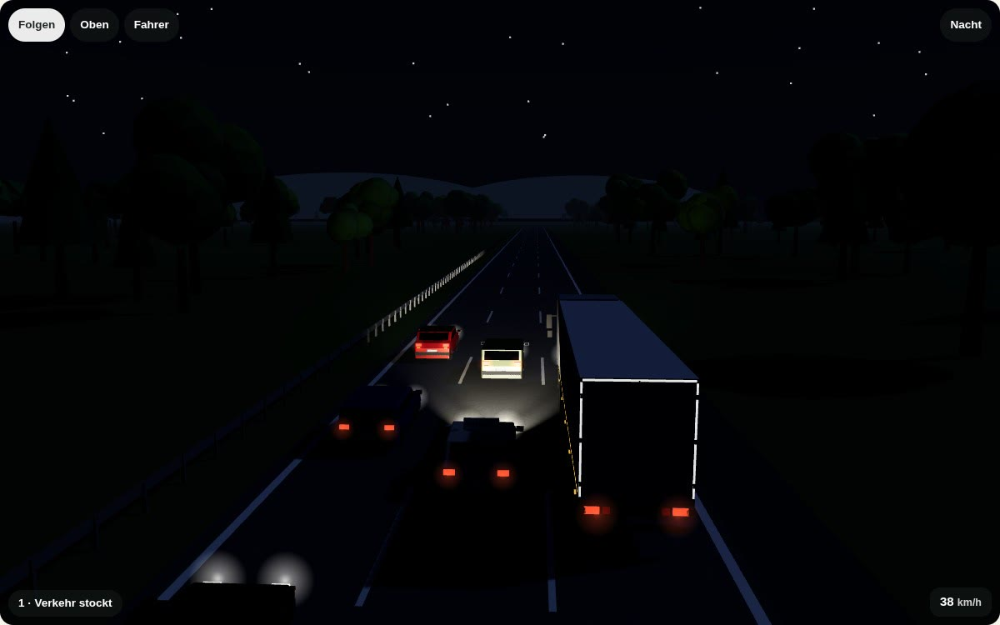 Folgen
Oben
Fahrer
Nacht
1 · Verkehr stockt
38 km/h